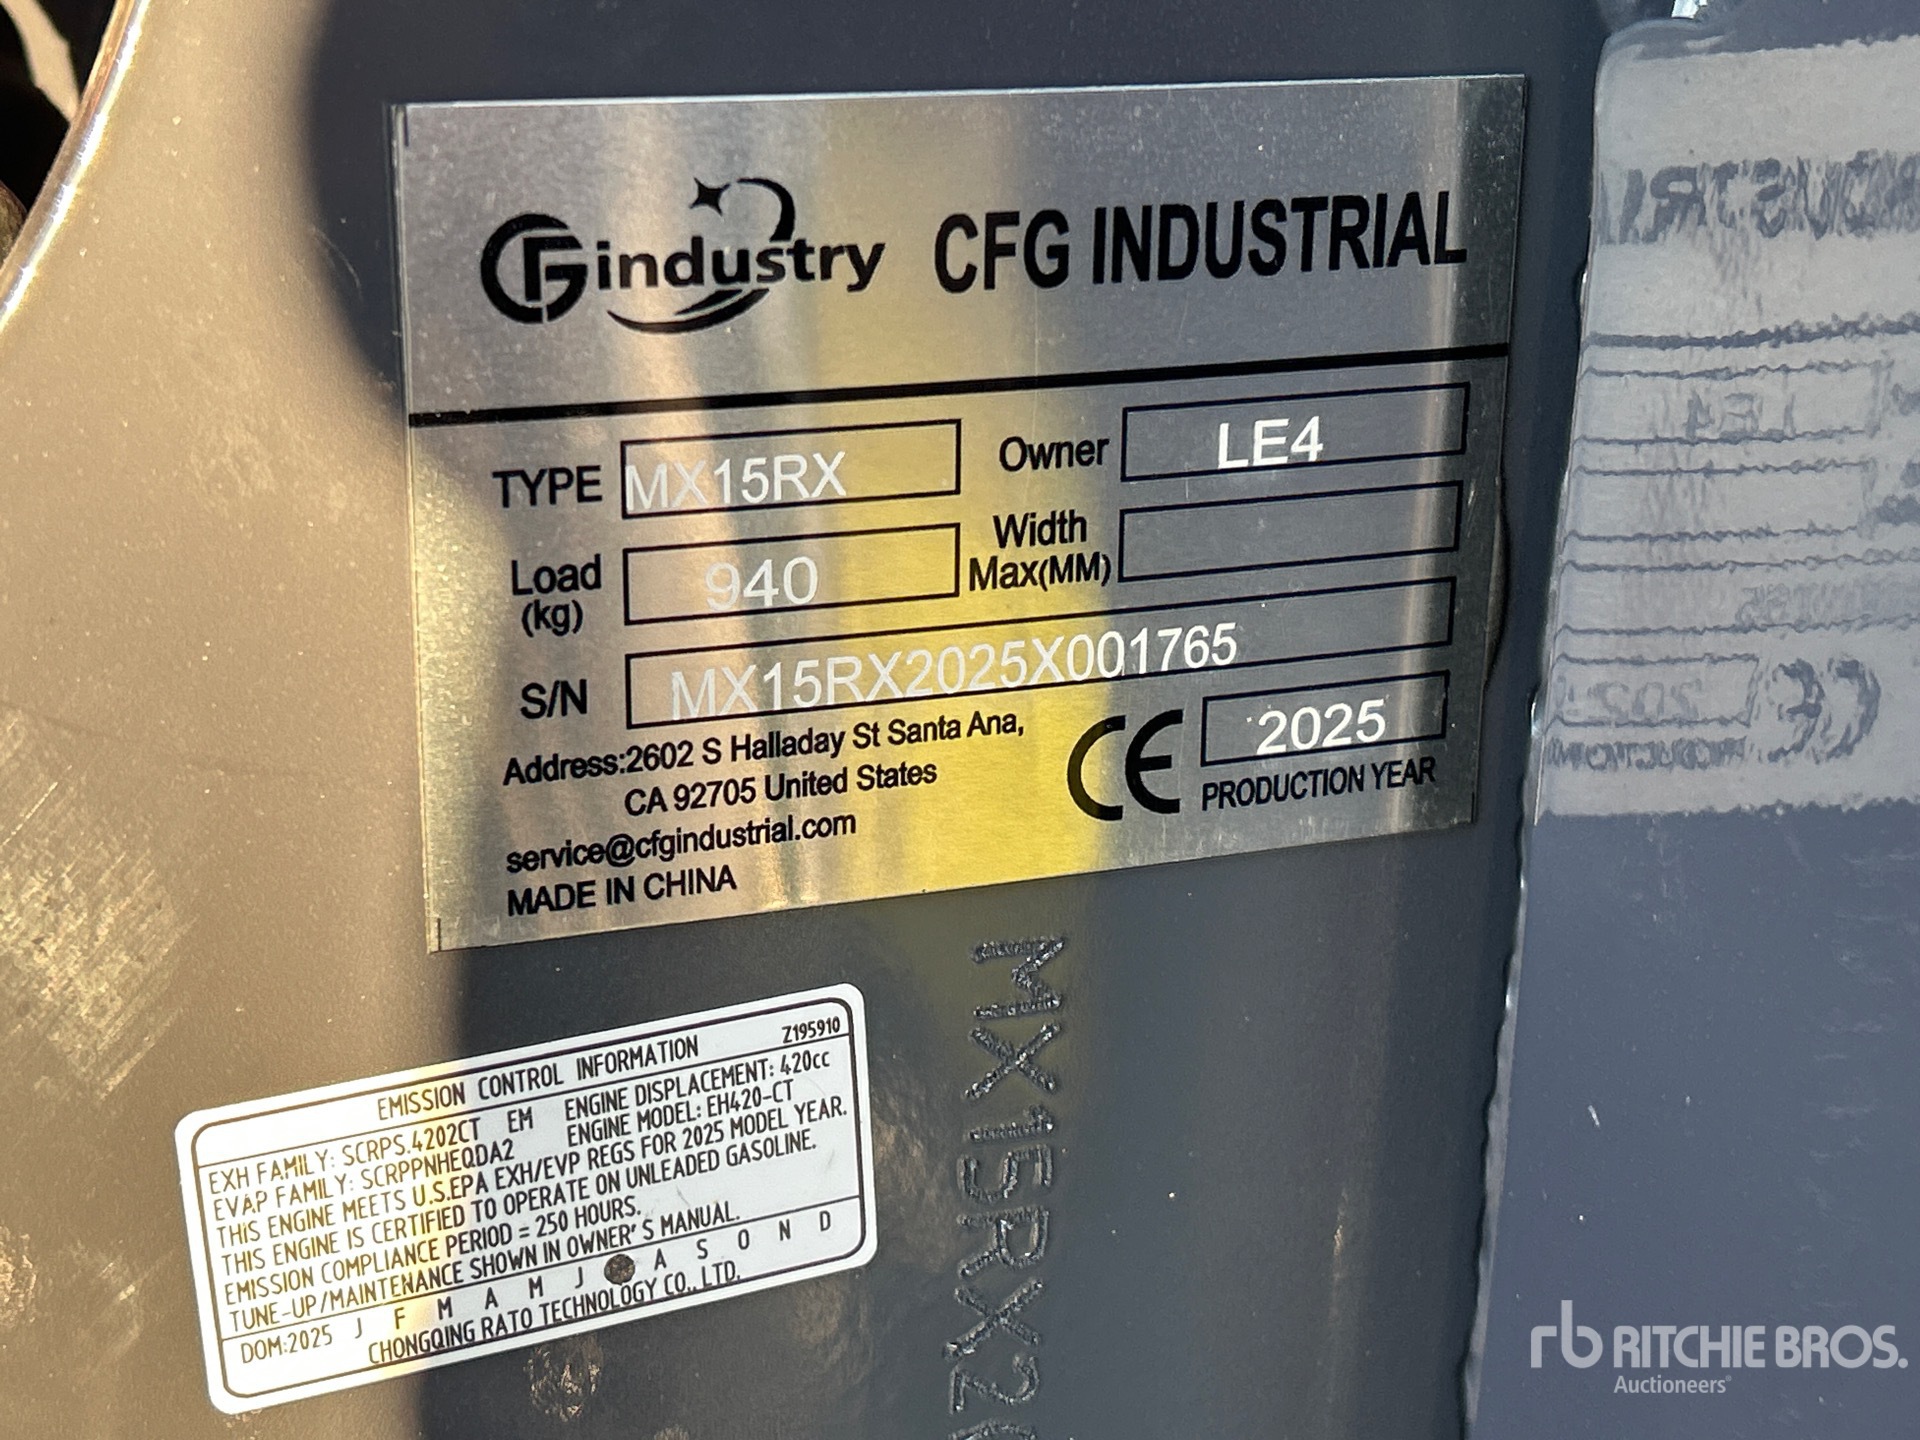 CFG industry CFG INDUSTRIAL
TYPE MX15RX Owner LE4
Load (kg) 940 Width Max(MM)
S/N MX15RX2025X001765
Address:2602 S Halladay St Santa Ana,
CA 92705 United States
service@cfgindustrial.com
MADE IN CHINA
CE 2025
PRODUCTION YEAR
EMISSION CONTROL INFORMATION Z195910
EXH FAMILY: SCRPS.4202CT EM ENGINE DISPLACEMENT: 420cc
EVAP FAMILY: SCRPPNHEQDA2 ENGINE MODEL: EH420-CT
THIS ENGINE MEETS U.S.EPA EXH/EVP REGS FOR 2025 MODEL YEAR.
THIS ENGINE IS CERTIFIED TO OPERATE ON UNLEADED GASOLINE.
EMISSION COMPLIANCE PERIOD = 250 HOURS.
TUNE-UP/MAINTENANCE SHOWN IN OWNER'S MANUAL.
DOM:2025 J F M A M J A S O N D
CHONGQING RATO TECHNOLOGY CO., LTD.
MX15RX2
rb RITCHIE BROS.
Auctioneers